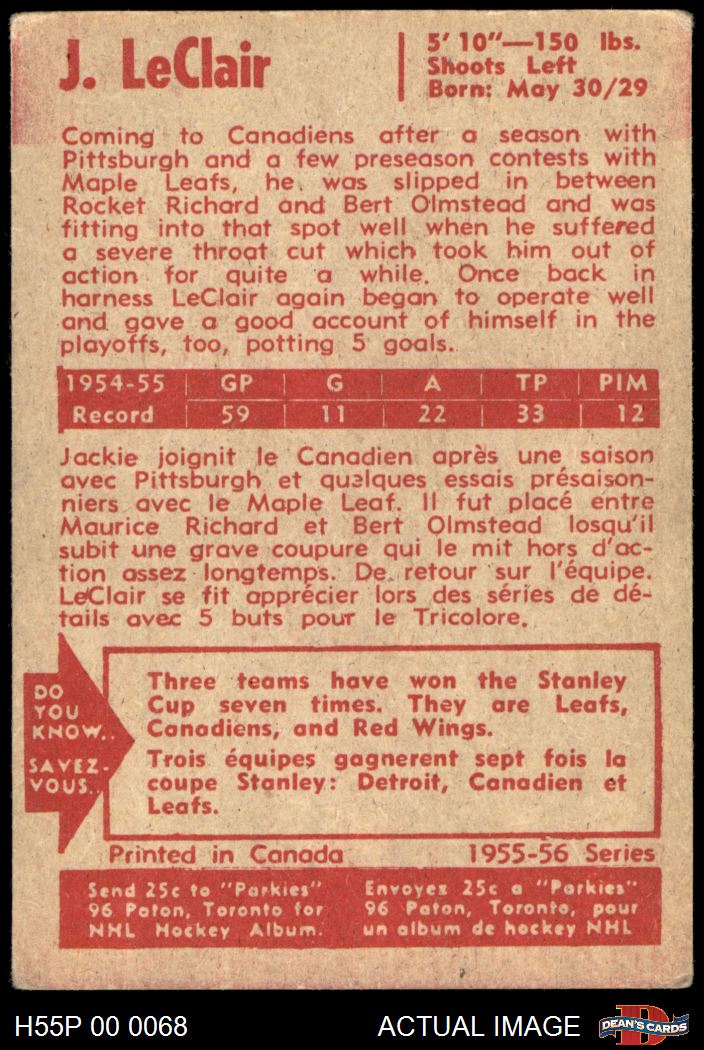 J. LeClair
5' 10"—150 lbs.
Shoots Left
Born: May 30/29
Coming to Canadiens after a season with
Pittsburgh and a few preseason contests with
Maple Leafs, he was slipped in between
Rocket Richard and Bert Olmstead and was
fitting into that spot well when he suffered
a severe throat cut which took him out of
action for quite a while. Once back in
harness LeClair again began to operate well
and gave a good account of himself in the
playoffs, too, potting 5 goals.
1954-55 | GP | G | A | TP | PIM
Record | 59 | 11 | 22 | 33 | 12
Jackie joignit le Canadien après une saison
avec Pittsburgh et quelques essais présaison-
niers avec le Maple Leaf. Il fut placé entre
Maurice Richard et Bert Olmstead losqu'il
subit une grave coupure qui le mit hors d'ac-
tion assez longtemps. De retour sur l'équipe.
LeClair se fit apprécier lors des séries de dé-
tails avec 5 buts pour le Tricolore.
DO
YOU
KNOW..
SAVEZ-
VOUS..
Three teams have won the Stanley
Cup seven times. They are Leafs,
Canadiens, and Red Wings.
Trois équipes gagnerent sept fois la
coupe Stanley: Detroit, Canadien et
Leafs.
Printed in Canada
1955-56 Series
Send 25c to "Parkies"
96 Paton, Toronto for
NHL Hockey Album.
Envoyez 25c a "Parkies"
96 Paton, Toronto, pour
un album de hockey NHL
H55P 00 0068
ACTUAL IMAGE
D
DEAN'S CARDS